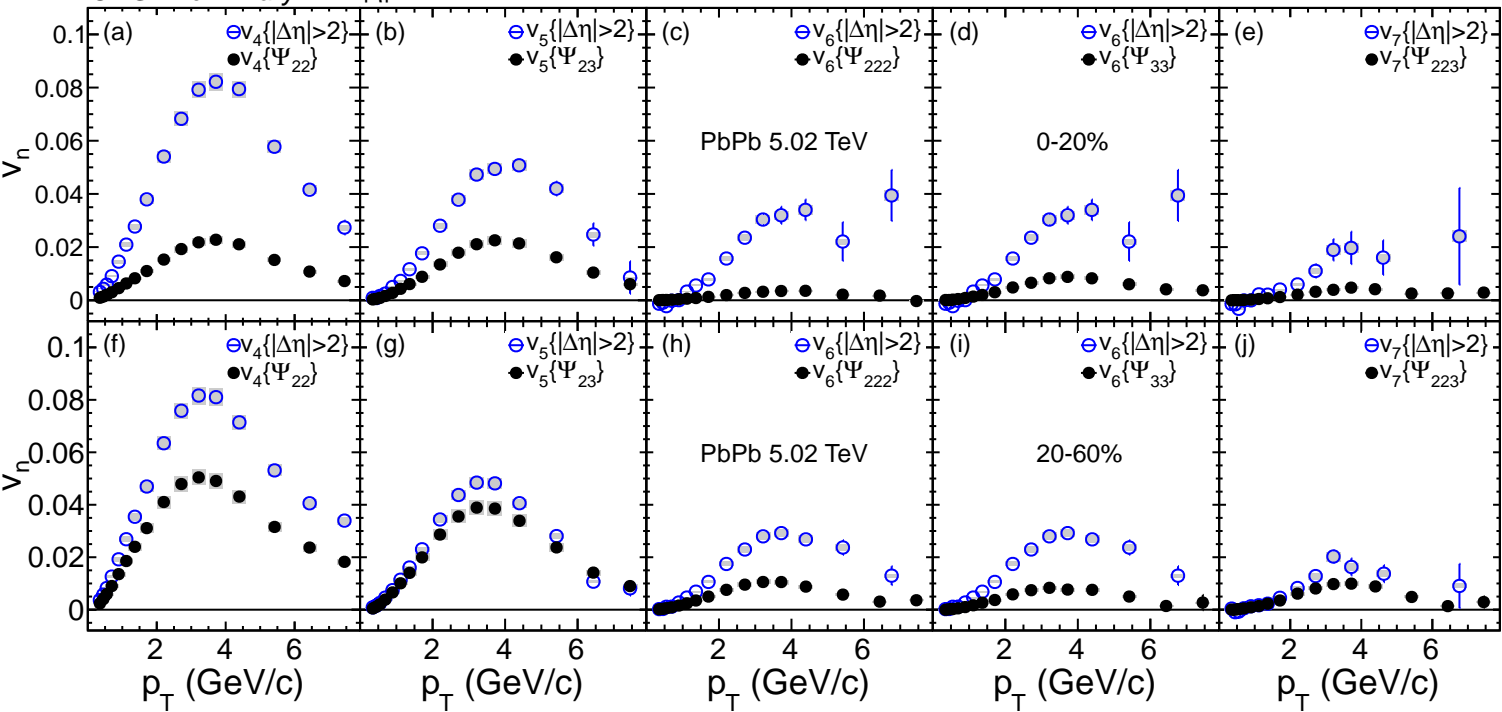 (a) v4{|Δη|>2}
v4{Ψ22}
(b) v5{|Δη|>2}
v5{Ψ23}
(c) v6{|Δη|>2}
v6{Ψ222}
PbPb 5.02 TeV
(d) v6{|Δη|>2}
v6{Ψ33}
0-20%
(e) v7{|Δη|>2}
v7{Ψ223}
0.1
0.08
0.06
0.04
0.02
0
vn
(f) v4{|Δη|>2}
v4{Ψ22}
(g) v5{|Δη|>2}
v5{Ψ23}
(h) v6{|Δη|>2}
v6{Ψ222}
PbPb 5.02 TeV
(i) v6{|Δη|>2}
v6{Ψ33}
20-60%
(j) v7{|Δη|>2}
v7{Ψ223}
0.1
0.08
0.06
0.04
0.02
0
vn
2 4 6 2 4 6 2 4 6 2 4 6 2 4 6
pT (GeV/c) pT (GeV/c) pT (GeV/c) pT (GeV/c) pT (GeV/c)